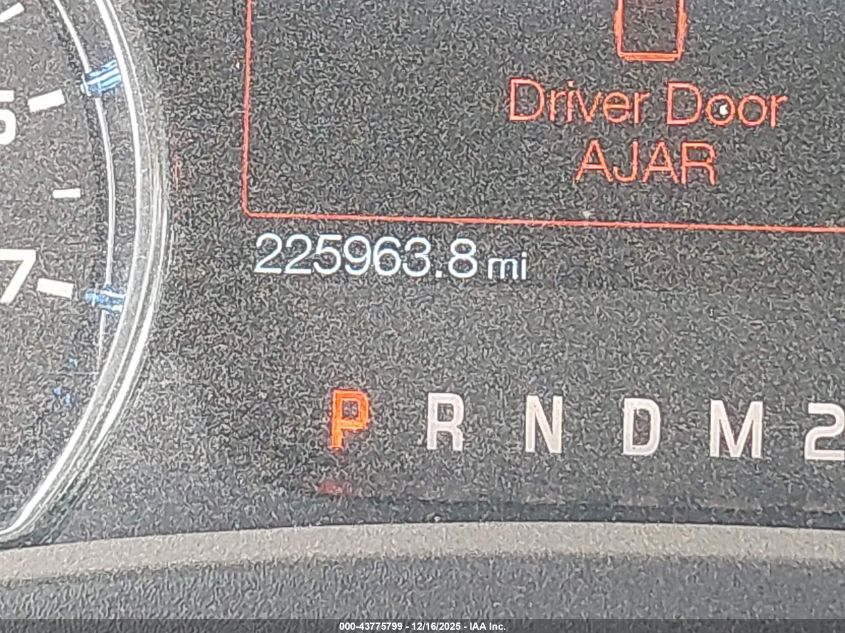 5
7
Driver Door
AJAR
225963.8 mi
P R N D M 2
000-43775799 - 12/16/2025 - IAA Inc.